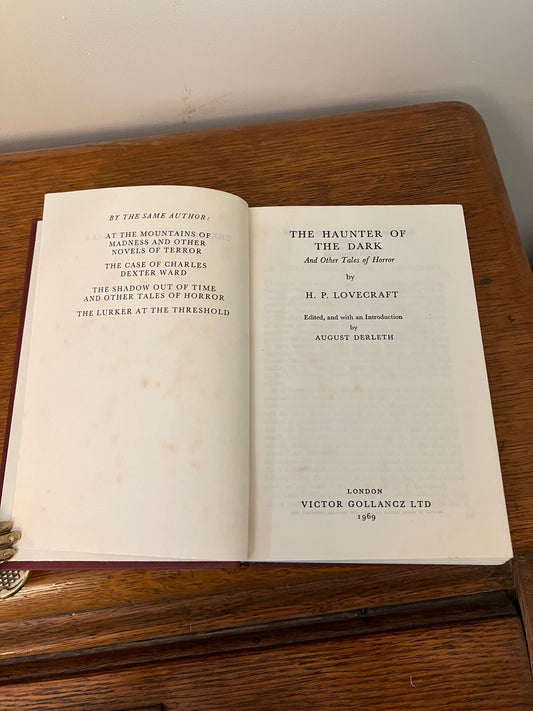 BY THE SAME AUTHOR:
AT THE MOUNTAINS OF
MADNESS AND OTHER
NOVELS OF TERROR
THE CASE OF CHARLES
DEXTER WARD
THE SHADOW OUT OF TIME
AND OTHER TALES OF HORROR
THE LURKER AT THE THRESHOLD
THE HAUNTER OF
THE DARK
And Other Tales of Horror
by
H. P. LOVECRAFT
Edited, and with an Introduction
by
AUGUST DERLETH
LONDON
VICTOR GOLLANCZ LTD
1969